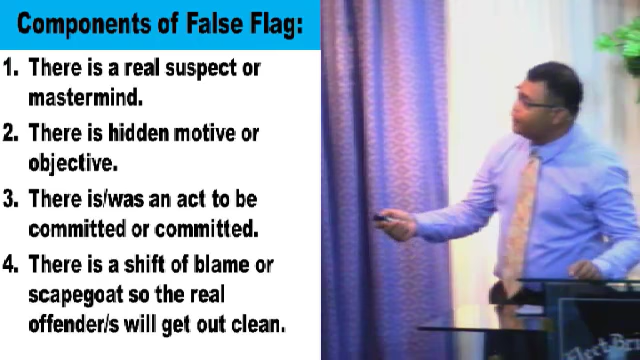 Components of False Flag:
1. There is a real suspect or
mastermind.
2. There is hidden motive or
objective.
3. There is/was an act to be
committed or committed.
4. There is a shift of blame or
scapegoat so the real
offender/s will get out clean.
Elect Bri